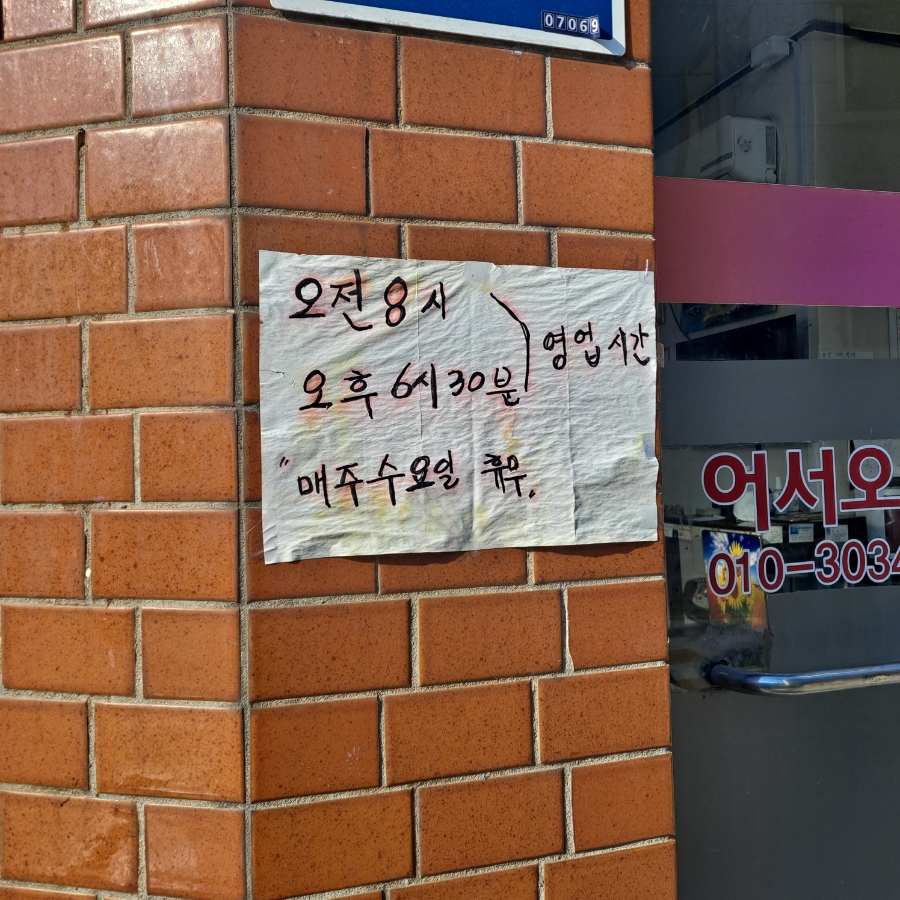 07069
오전 8시
영업 시간
오후 6시 30분
"매주 수요일 휴무.
어서오
010-3034